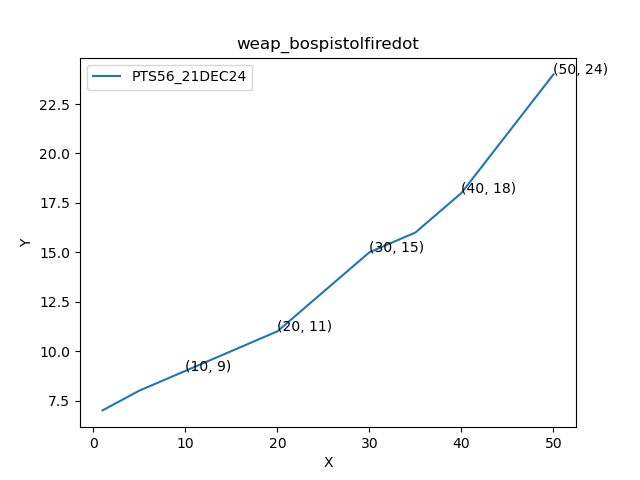 weap_bospistolfiredot
PTS56_21DEC24
(50, 24)
22.5
20.0
(40, 18)
17.5
(30, 15)
15.0
Y
12.5
(20, 11)
10.0
(10, 9)
7.5
0 10 20 30 40 50
X